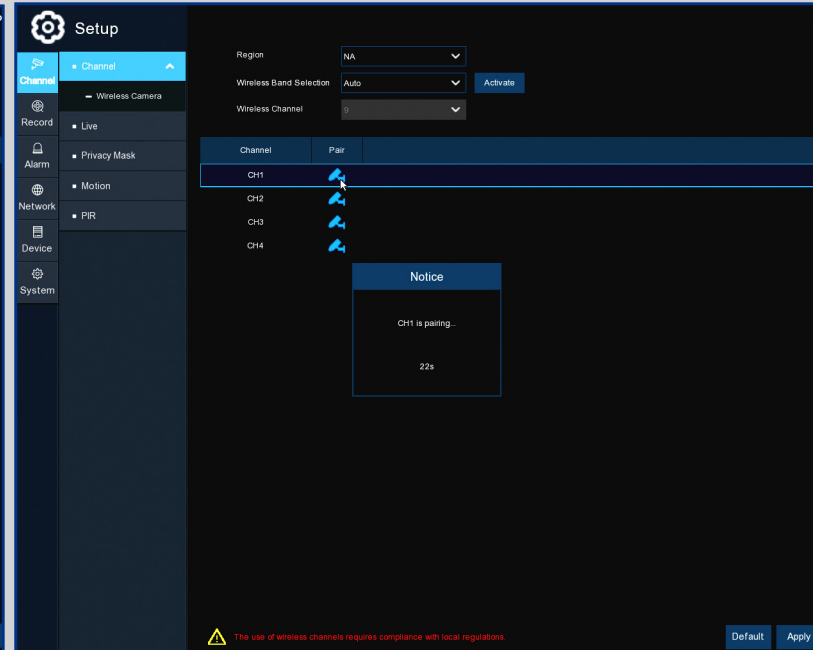 Setup
Channel
Record
Alarm
Network
Device
System
Channel
Wireless Camera
Live
Privacy Mask
Motion
PIR
Region NA
Wireless Band Selection Auto Activate
Wireless Channel 9
Channel Pair
CH1
CH2
CH3
CH4
Notice
CH1 is pairing...
22s
The use of wireless channels requires compliance with local regulations.
Default Apply